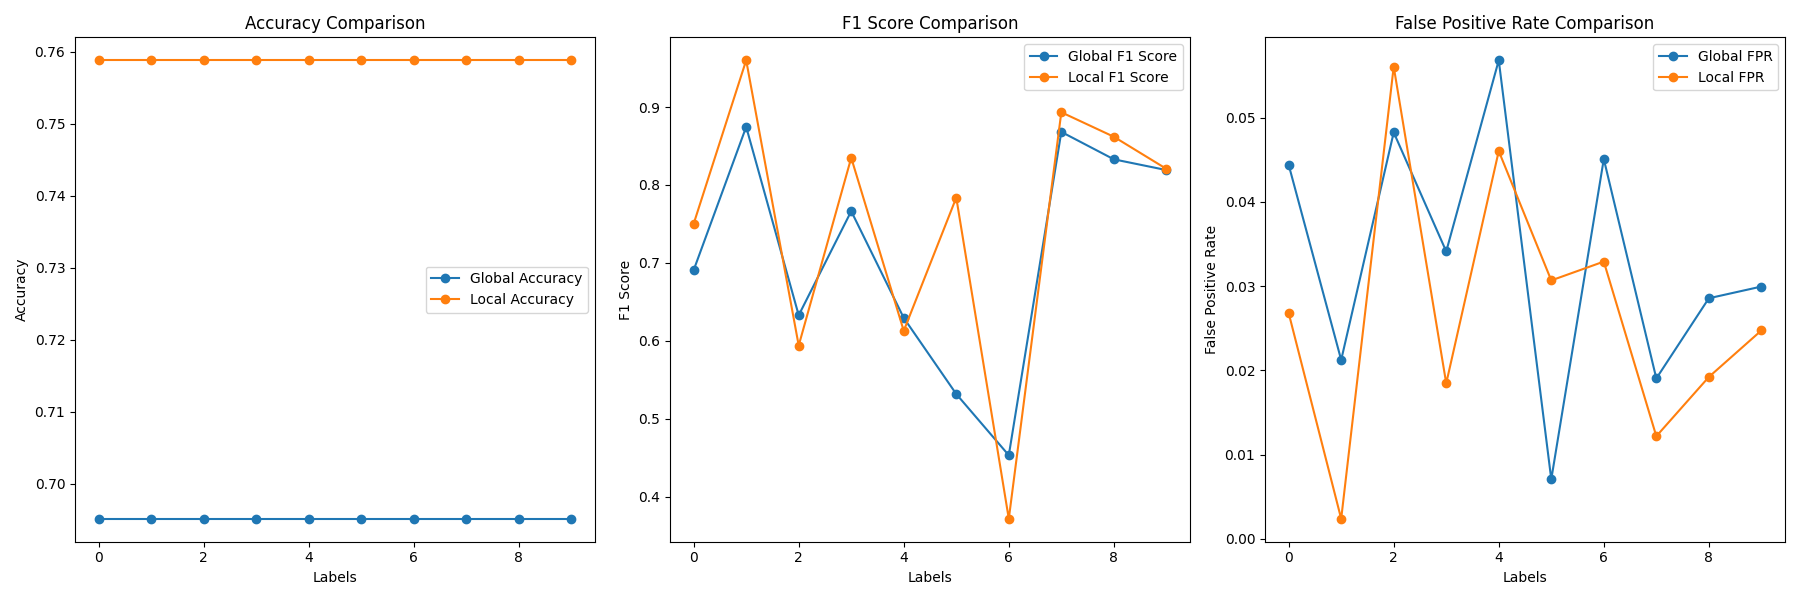 Accuracy Comparison
0.76
0.75
0.74
0.73
0.72
0.71
0.70
Accuracy
Global Accuracy
Local Accuracy
0 2 4 6 8
Labels
F1 Score Comparison
0.9
0.8
0.7
0.6
0.5
0.4
F1 Score
Global F1 Score
Local F1 Score
0 2 4 6 8
Labels
False Positive Rate Comparison
0.05
0.04
0.03
0.02
0.01
0.00
False Positive Rate
Global FPR
Local FPR
0 2 4 6 8
Labels